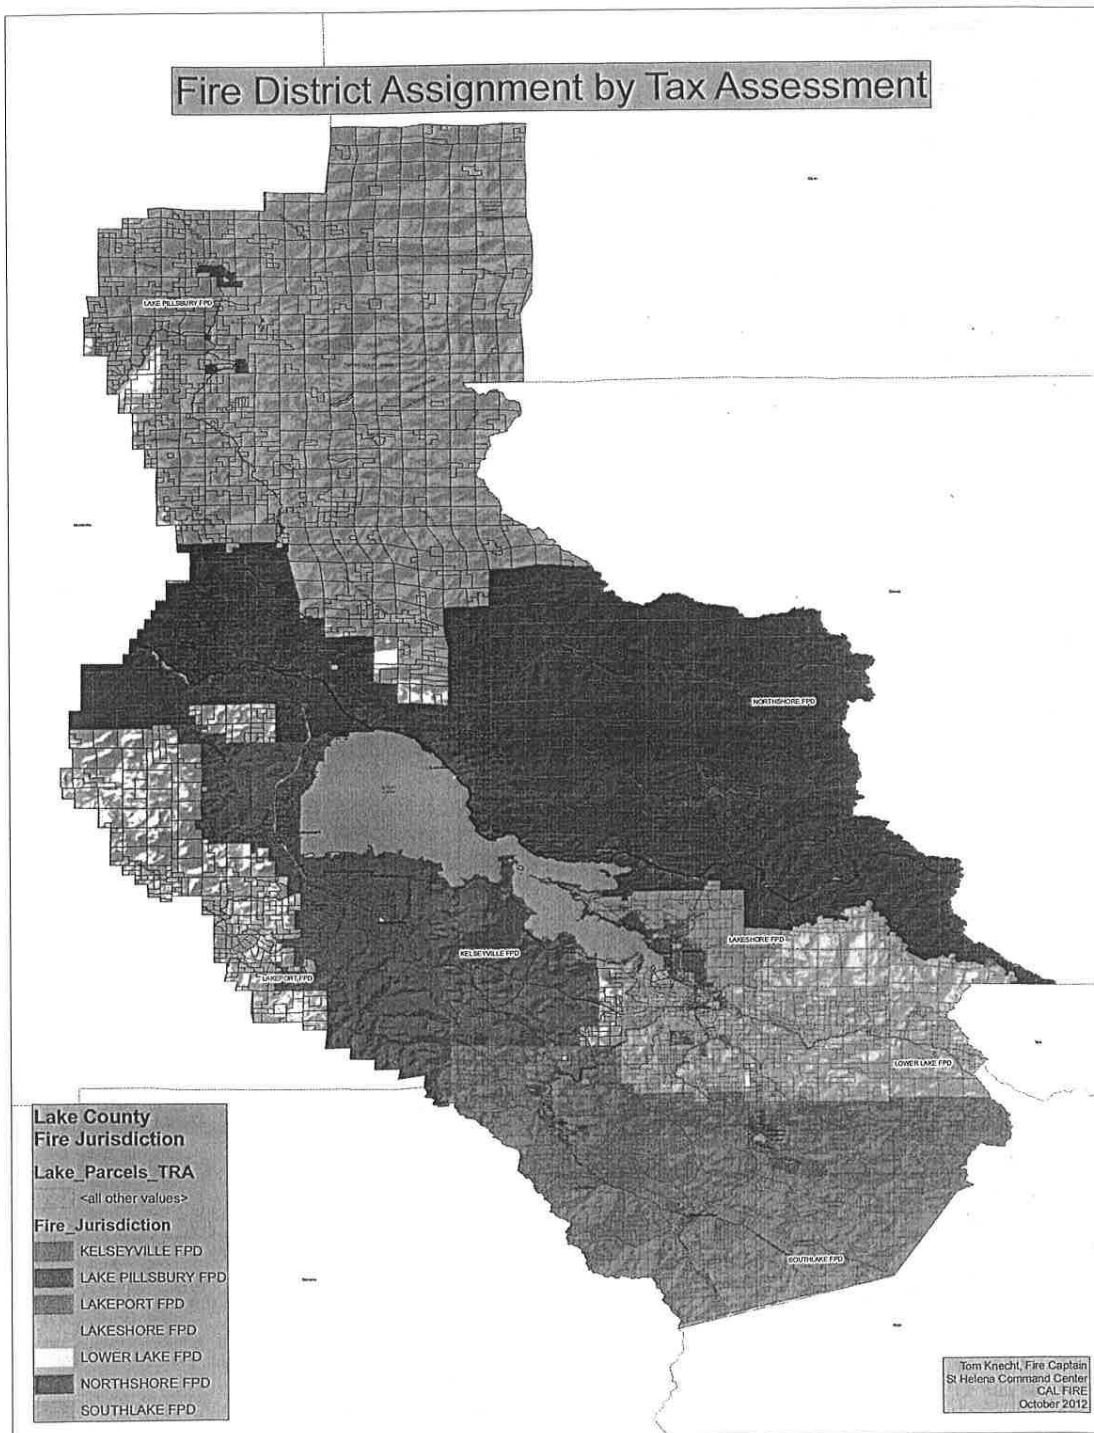 Fire District Assignment by Tax Assessment
LAKE PILLSBURY FPD
NORTHSHORE FPD
LAKESHORE FPD
KELSEYVILLE FPD
LAKEPORT FPD
LOWER LAKE FPD
SOUTHLAKE FPD
Lake County
Fire Jurisdiction
Lake_Parcels_TRA
<all other values>
Fire_Jurisdiction
KELSEYVILLE FPD
LAKE PILLSBURY FPD
LAKEPORT FPD
LAKESHORE FPD
LOWER LAKE FPD
NORTHSHORE FPD
SOUTHLAKE FPD
Tom Knecht, Fire Captain
St Helena Command Center
CAL FIRE
October 2012